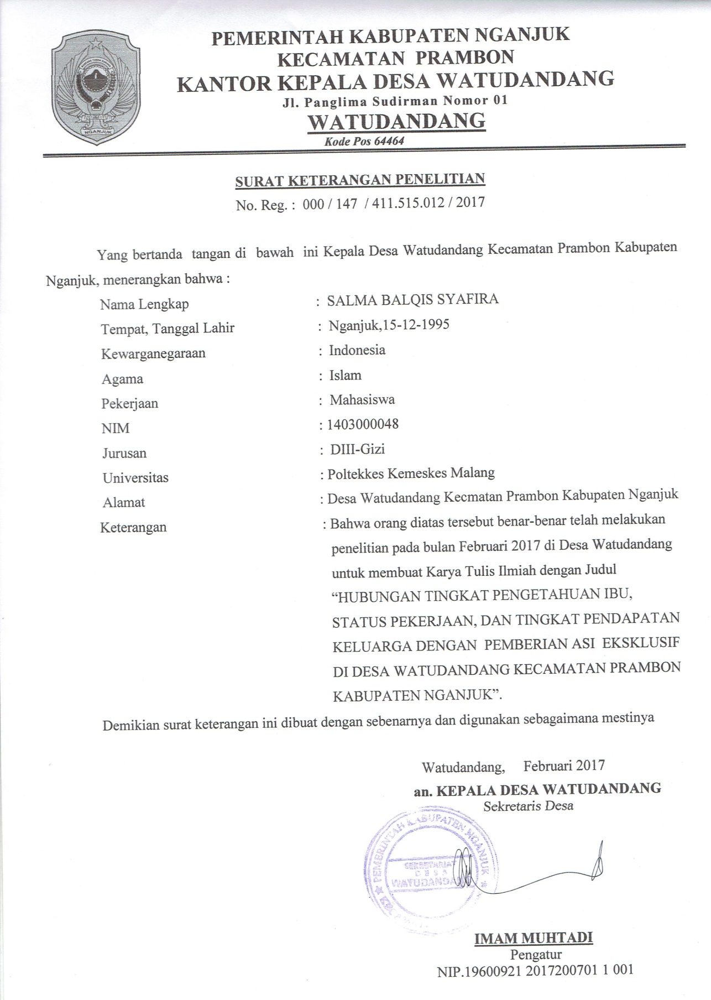 PEMERINTAH KABUPATEN NGANJUK
KECAMATAN PRAMBON
KANTOR KEPALA DESA WATUDANDANG
Jl. Panglima Sudirman Nomor 01
WATUDANDANG
Kode Pos 64464
NGANJUK
SURAT KETERANGAN PENELITIAN
No. Reg. : 000 / 147 / 411.515.012 / 2017
Yang bertanda tangan di bawah ini Kepala Desa Watudandang Kecamatan Prambon Kabupaten
Nganjuk, menerangkan bahwa :
Nama Lengkap : SALMA BALQIS SYAFIRA
Tempat, Tanggal Lahir : Nganjuk,15-12-1995
Kewarganegaraan : Indonesia
Agama : Islam
Pekerjaan : Mahasiswa
NIM : 1403000048
Jurusan : DIII-Gizi
Universitas : Poltekkes Kemeskes Malang
Alamat : Desa Watudandang Kecmatan Prambon Kabupaten Nganjuk
Keterangan : Bahwa orang diatas tersebut benar-benar telah melakukan
penelitian pada bulan Februari 2017 di Desa Watudandang
untuk membuat Karya Tulis Ilmiah dengan Judul
“HUBUNGAN TINGKAT PENGETAHUAN IBU,
STATUS PEKERJAAN, DAN TINGKAT PENDAPATAN
KELUARGA DENGAN PEMBERIAN ASI EKSKLUSIF
DI DESA WATUDANDANG KECAMATAN PRAMBON
KABUPATEN NGANJUK”.
Demikian surat keterangan ini dibuat dengan sebenarnya dan digunakan sebagaimana mestinya
Watudandang, Februari 2017
an. KEPALA DESA WATUDANDANG
Sekretaris Desa
PEMERINTAH KABUPATEN NGANJUK
SEKRETARIAT
DESA
WATUDANDANG
IMAM MUHTADI
Pengatur
NIP.19600921 2017200701 1 001